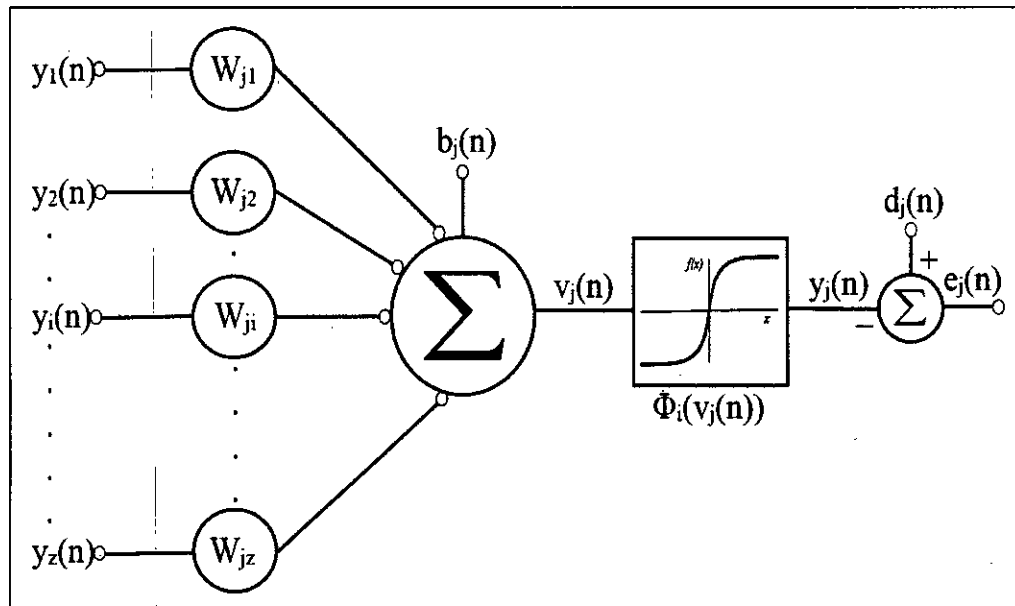 y₁(n) W_j1
b_j(n)
y₂(n) W_j2
d_j(n)
+
y_i(n) W_ji Σ v_j(n) f(x) x y_j(n) − Σ e_j(n)
Φ_i(v_j(n))
y_z(n) W_jz